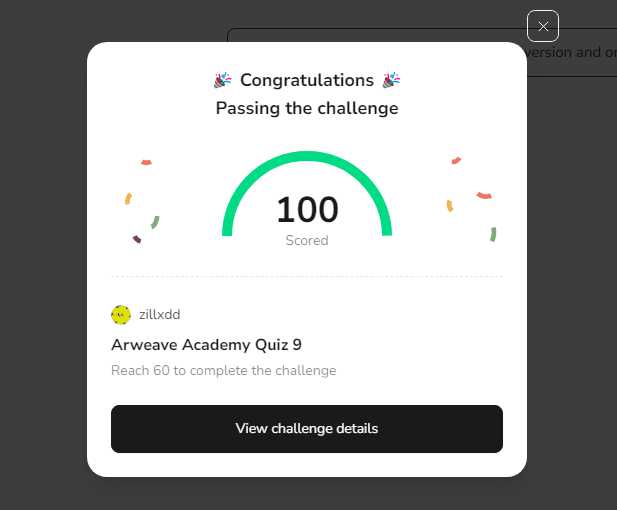 version and or
Congratulations
Passing the challenge
100
Scored
zillxdd
Arweave Academy Quiz 9
Reach 60 to complete the challenge
View challenge details